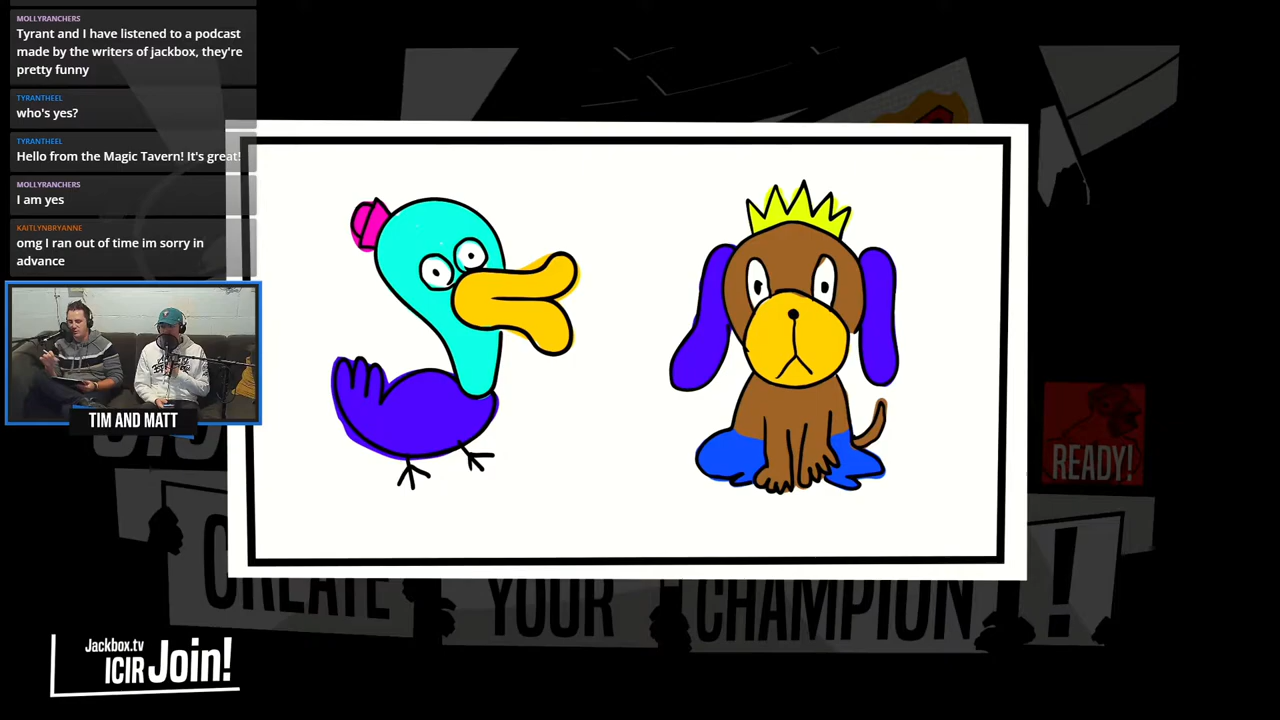 MOLLYRANCHERS
Tyrant and I have listened to a podcast
made by the writers of jackbox, they're
pretty funny
TYRANTHEEL
who's yes?
TYRANTHEEL
Hello from the Magic Tavern! It's great!
MOLLYRANCHERS
I am yes
KAITLYNBRYANNE
omg I ran out of time im sorry in
advance
TIM AND MATT
READY!
CREATE YOUR CHAMPION !
Jackbox.tv
ICIR Join!